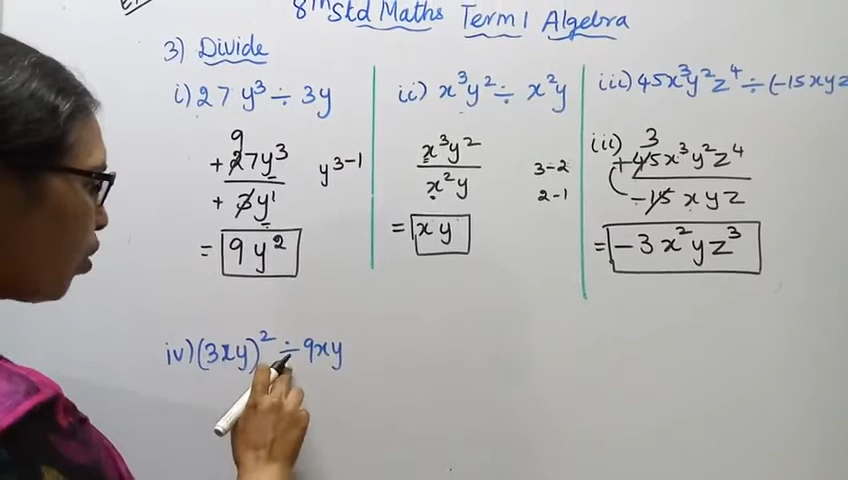 8th Std Maths Term 1 Algebra
3) Divide
i) 27 y³ ÷ 3y
+ 27y³ / + 3y¹
9
y³⁻¹
= 9y²
ii) x³y² ÷ x²y
x³y² / x²y
3-2
2-1
= xy
iii) 45x³y²z⁴ ÷ (-15xyz
iii) 3
+45x³y²z⁴ / -15 xyz
= -3x²yz³
iv) (3xy)² ÷ 9xy